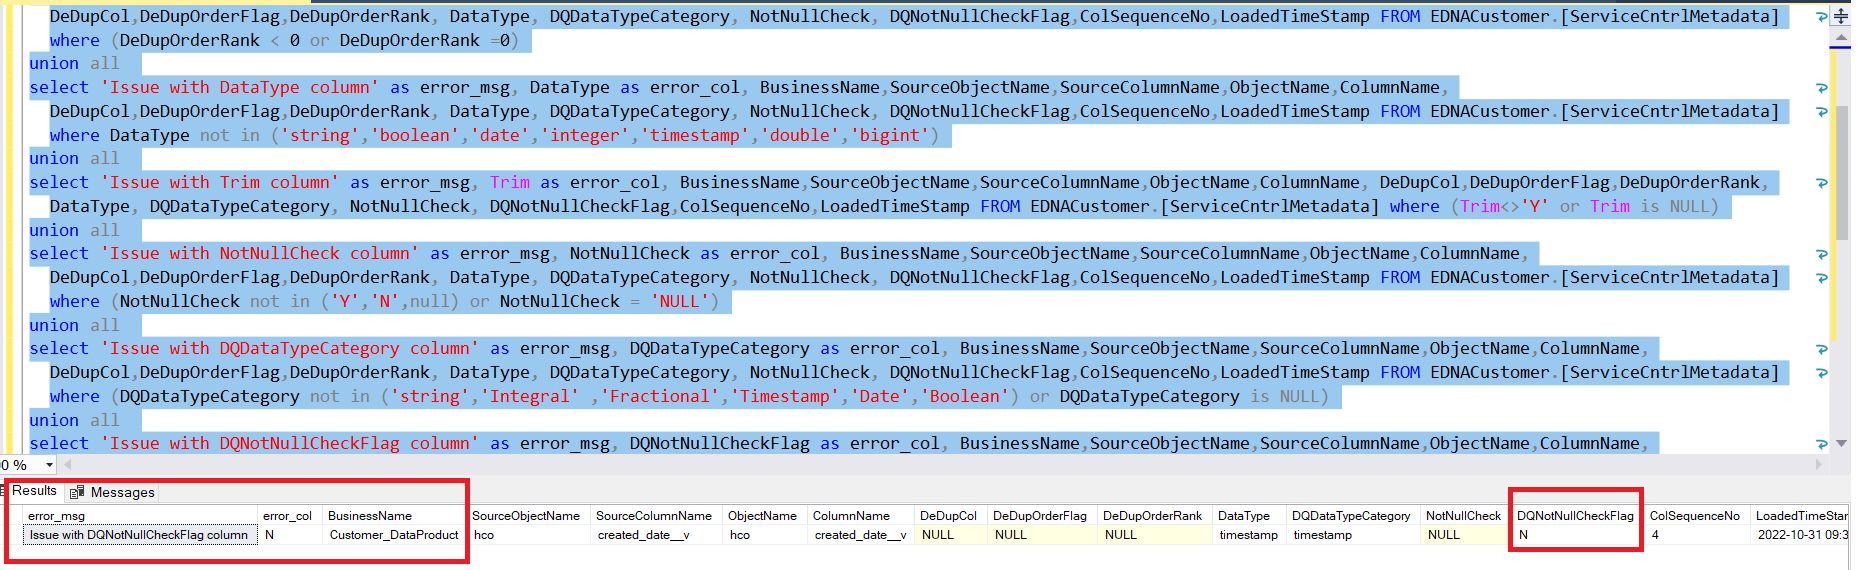 DeDupCol,DeDupOrderFlag,DeDupOrderRank, DataType, DQDataTypeCategory, NotNullCheck, DQNotNullCheckFlag,ColSequenceNo,LoadedTimeStamp FROM EDNACustomer.[ServiceCntrlMetadata]
where (DeDupOrderRank < 0 or DeDupOrderRank =0)
union all
select 'Issue with DataType column' as error_msg, DataType as error_col, BusinessName,SourceObjectName,SourceColumnName,ObjectName,ColumnName,
DeDupCol,DeDupOrderFlag,DeDupOrderRank, DataType, DQDataTypeCategory, NotNullCheck, DQNotNullCheckFlag,ColSequenceNo,LoadedTimeStamp FROM EDNACustomer.[ServiceCntrlMetadata]
where DataType not in ('string','boolean','date','integer','timestamp','double','bigint')
union all
select 'Issue with Trim column' as error_msg, Trim as error_col, BusinessName,SourceObjectName,SourceColumnName,ObjectName,ColumnName, DeDupCol,DeDupOrderFlag,DeDupOrderRank,
DataType, DQDataTypeCategory, NotNullCheck, DQNotNullCheckFlag,ColSequenceNo,LoadedTimeStamp FROM EDNACustomer.[ServiceCntrlMetadata] where (Trim<>'Y' or Trim is NULL)
union all
select 'Issue with NotNullCheck column' as error_msg, NotNullCheck as error_col, BusinessName,SourceObjectName,SourceColumnName,ObjectName,ColumnName,
DeDupCol,DeDupOrderFlag,DeDupOrderRank, DataType, DQDataTypeCategory, NotNullCheck, DQNotNullCheckFlag,ColSequenceNo,LoadedTimeStamp FROM EDNACustomer.[ServiceCntrlMetadata]
where (NotNullCheck not in ('Y','N',null) or NotNullCheck = 'NULL')
union all
select 'Issue with DQDataTypeCategory column' as error_msg, DQDataTypeCategory as error_col, BusinessName,SourceObjectName,SourceColumnName,ObjectName,ColumnName,
DeDupCol,DeDupOrderFlag,DeDupOrderRank, DataType, DQDataTypeCategory, NotNullCheck, DQNotNullCheckFlag,ColSequenceNo,LoadedTimeStamp FROM EDNACustomer.[ServiceCntrlMetadata]
where (DQDataTypeCategory not in ('string','Integral' ,'Fractional','Timestamp','Date','Boolean') or DQDataTypeCategory is NULL)
union all
select 'Issue with DQNotNullCheckFlag column' as error_msg, DQNotNullCheckFlag as error_col, BusinessName,SourceObjectName,SourceColumnName,ObjectName,ColumnName,
0 %
Results Messages
error_msg error_col BusinessName SourceObjectName SourceColumnName ObjectName ColumnName DeDupCol DeDupOrderFlag DeDupOrderRank DataType DQDataTypeCategory NotNullCheck DQNotNullCheckFlag ColSequenceNo LoadedTimeStar
Issue with DQNotNullCheckFlag column N Customer_DataProduct hco created_date__v hco created_date__v NULL NULL NULL timestamp timestamp NULL N 4 2022-10-31 09:3